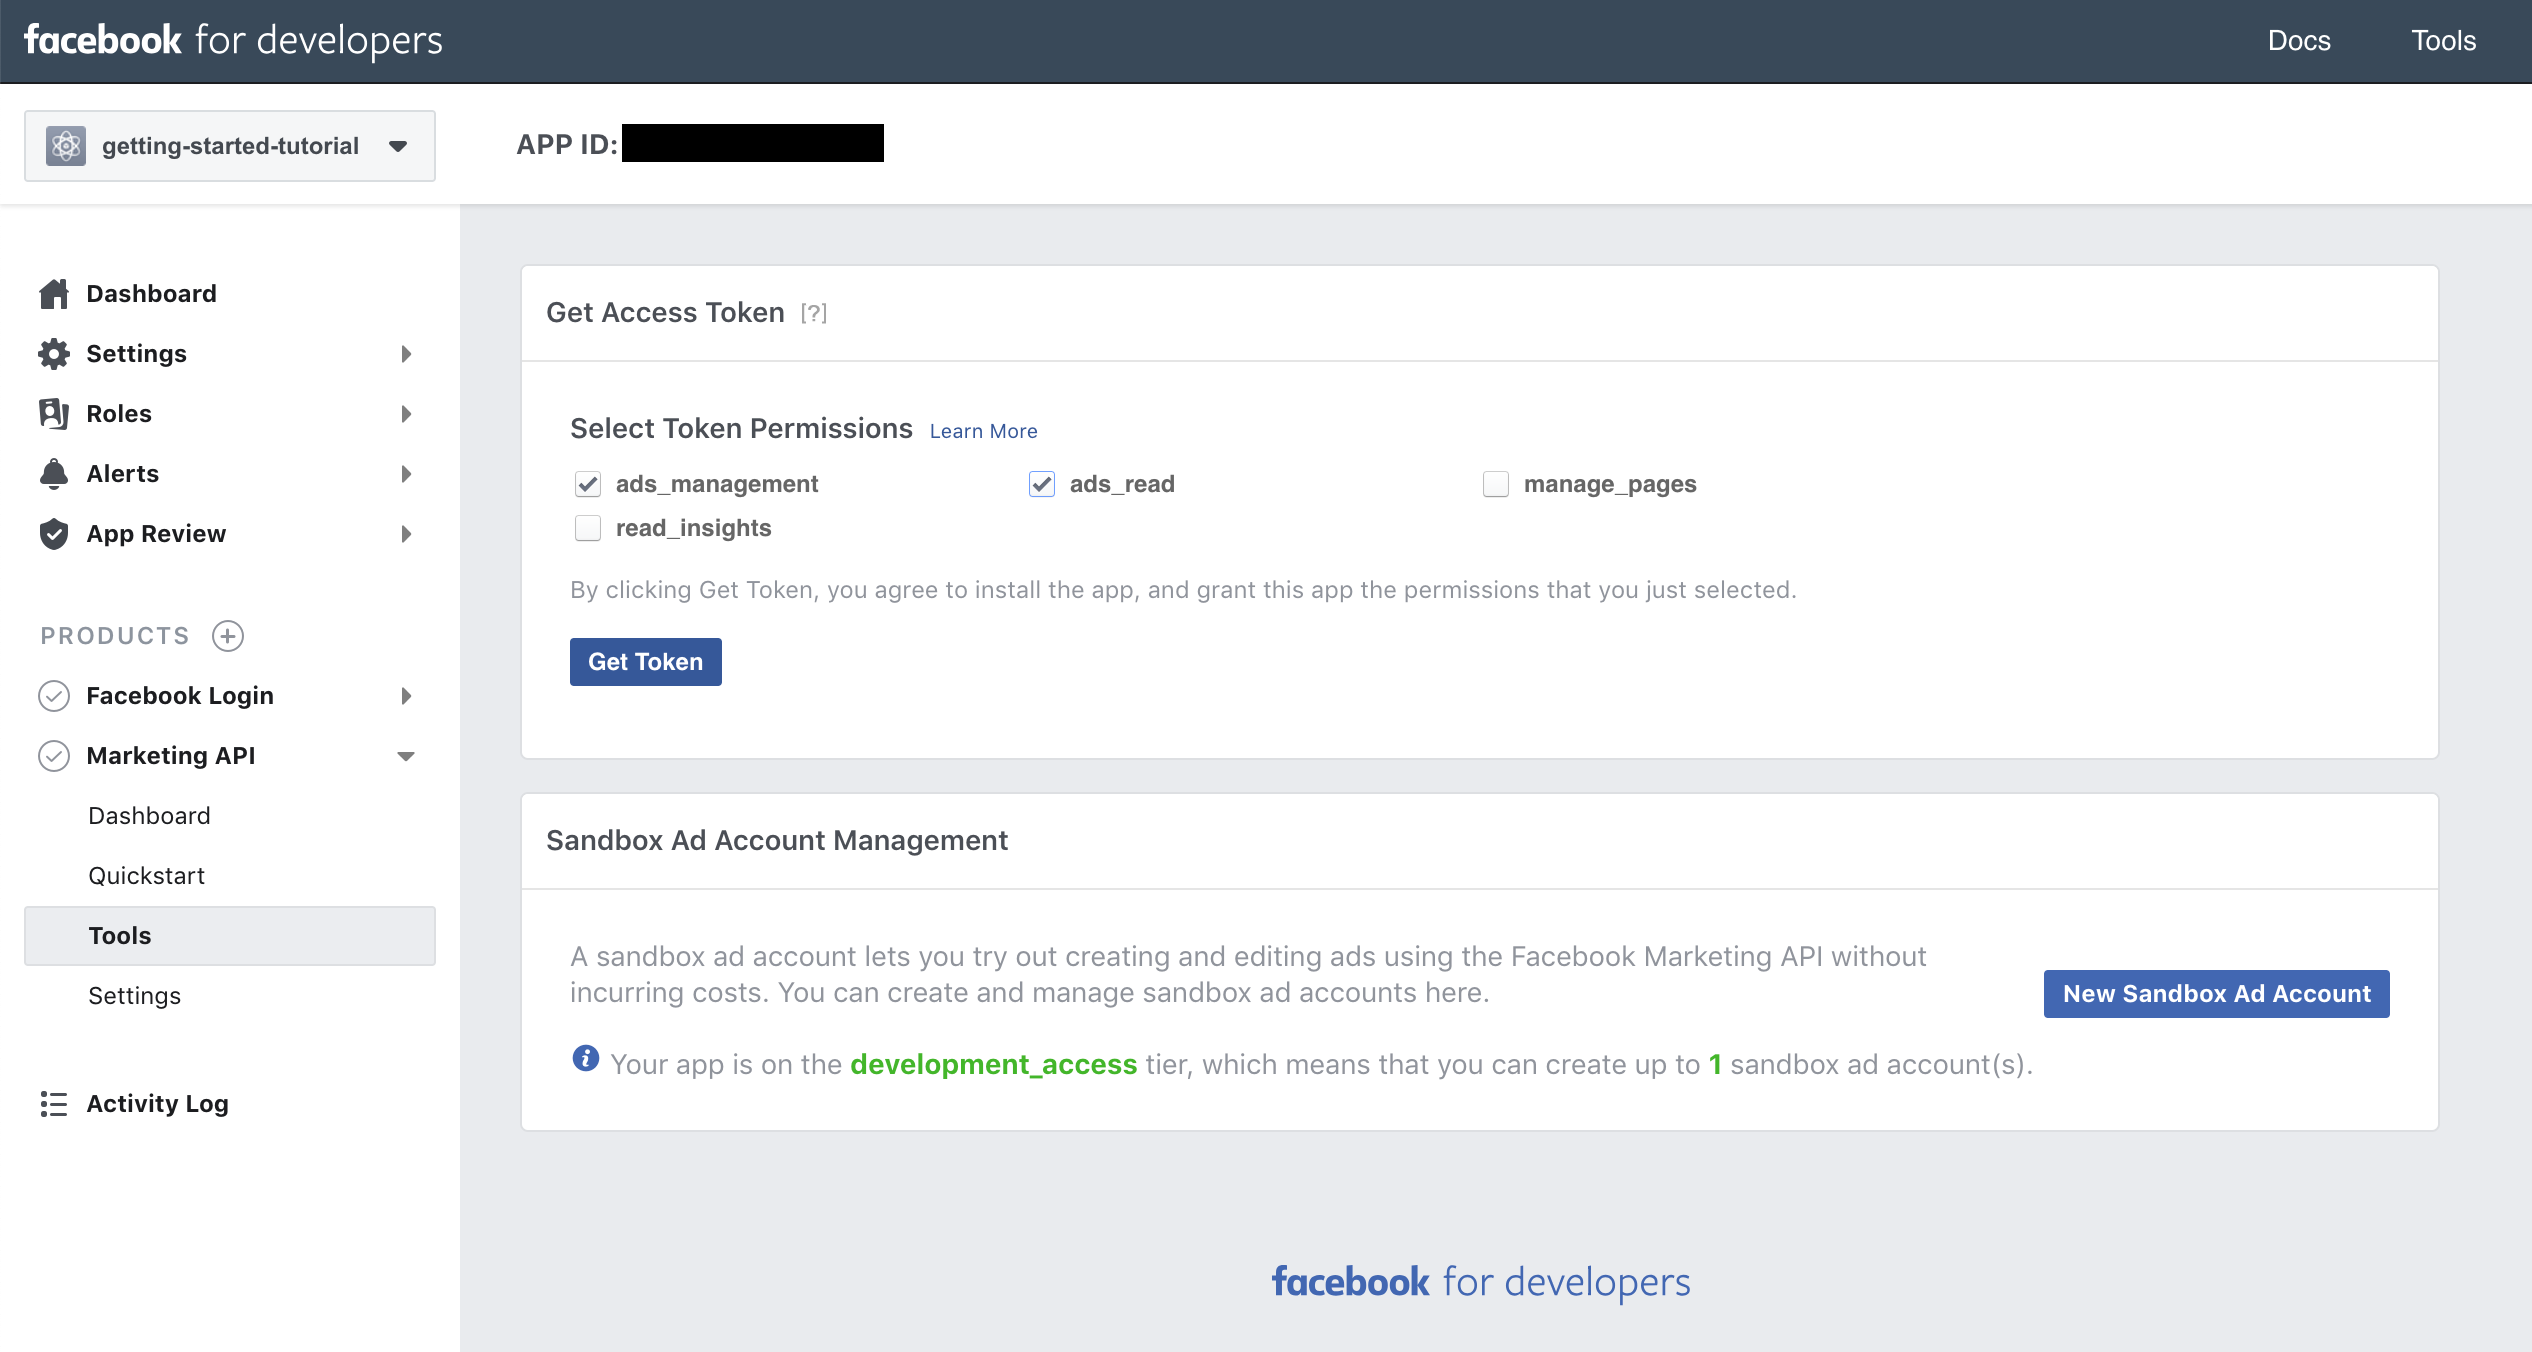 facebook for developers
Docs
Tools
getting-started-tutorial
APP ID:
Dashboard
Settings
Roles
Alerts
App Review
PRODUCTS
Facebook Login
Marketing API
Dashboard
Quickstart
Tools
Settings
Activity Log
Get Access Token [?]
Select Token Permissions Learn More
ads_management
ads_read
manage_pages
read_insights
By clicking Get Token, you agree to install the app, and grant this app the permissions that you just selected.
Get Token
Sandbox Ad Account Management
A sandbox ad account lets you try out creating and editing ads using the Facebook Marketing API without
incurring costs. You can create and manage sandbox ad accounts here.
New Sandbox Ad Account
Your app is on the development_access tier, which means that you can create up to 1 sandbox ad account(s).
facebook for developers